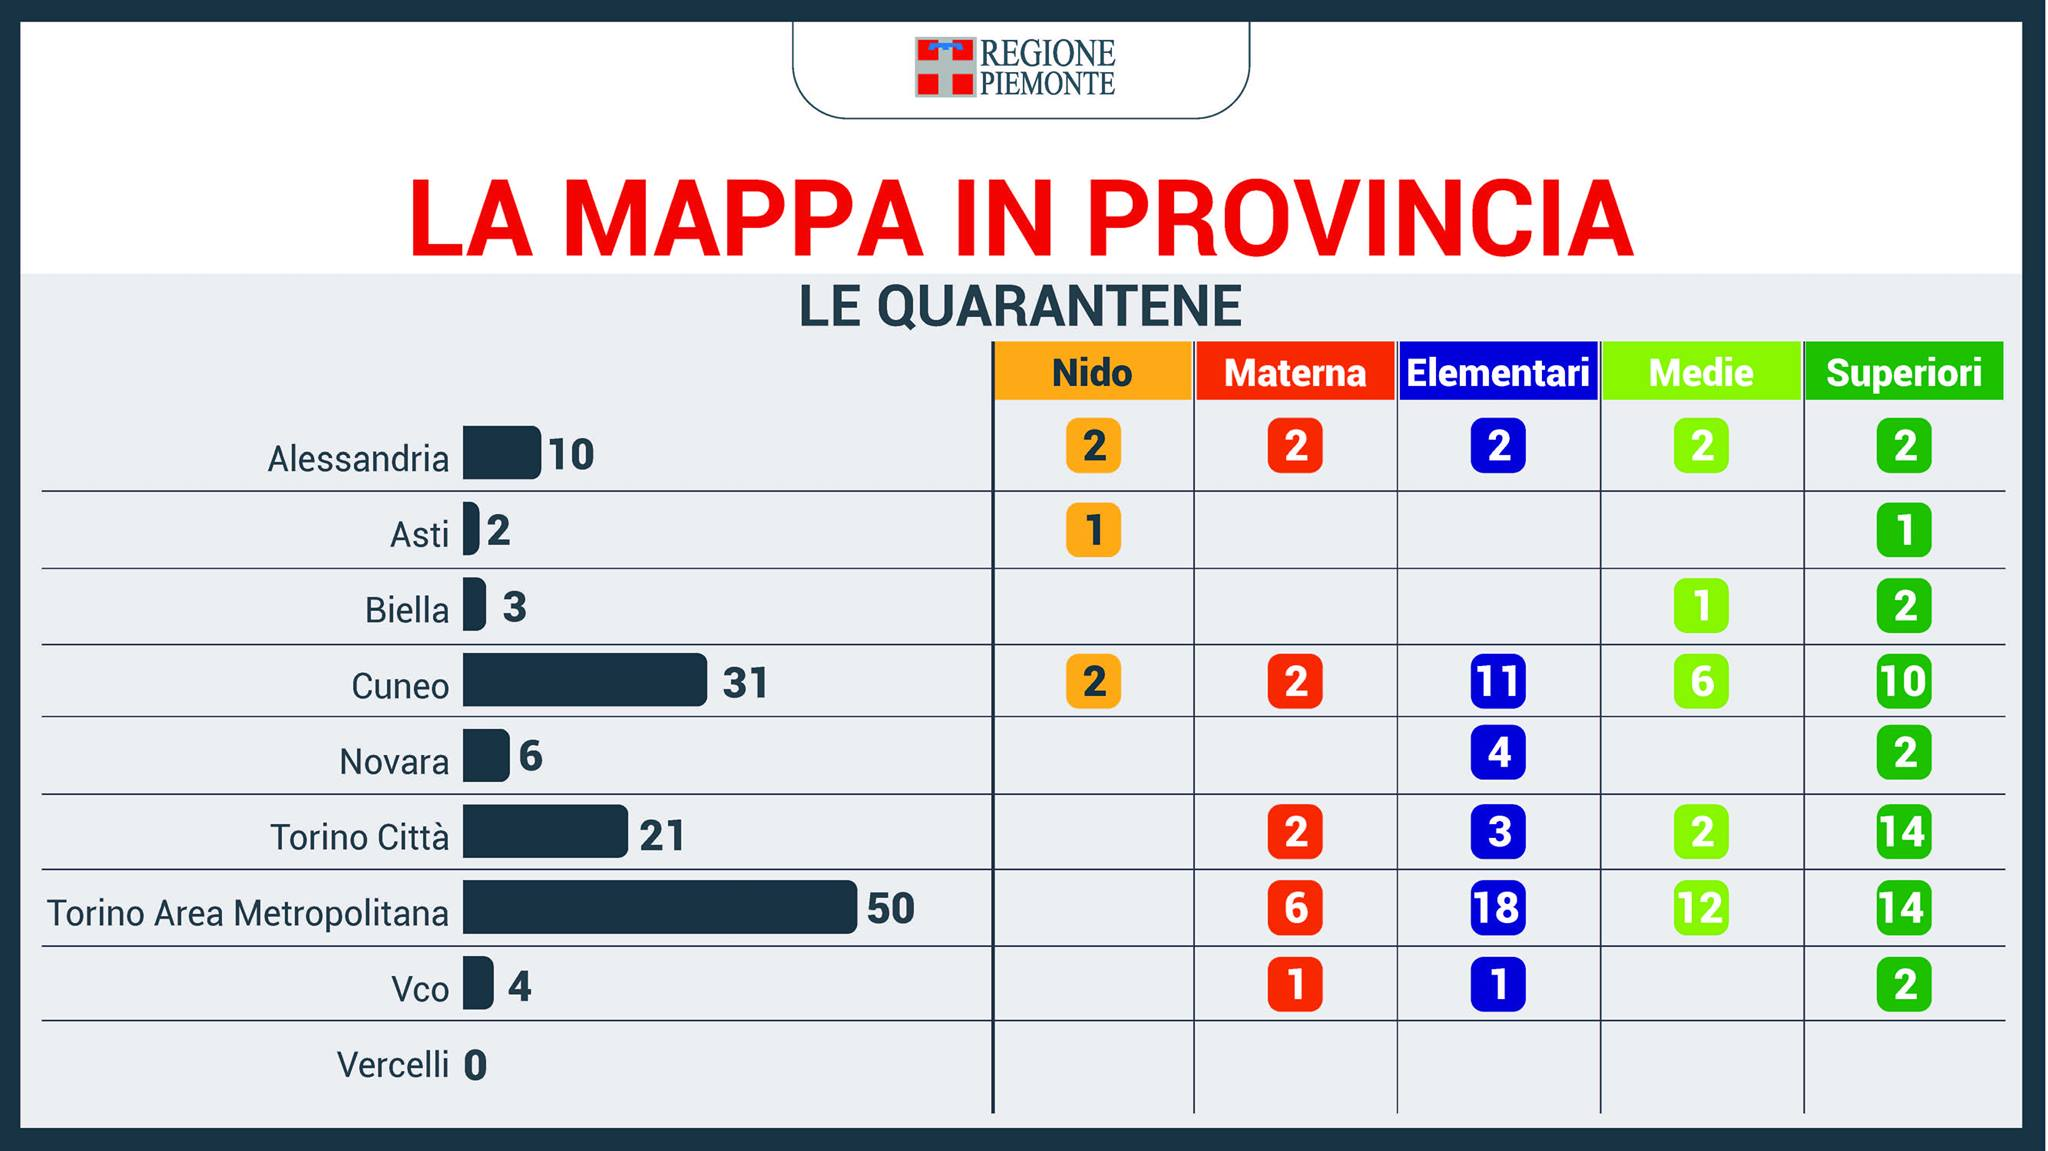 REGIONE
PIEMONTE
LA MAPPA IN PROVINCIA
LE QUARANTENE
Nido Materna Elementari Medie Superiori
Alessandria 10 2 2 2 2 2
Asti 2 1 1
Biella 3 1 2
Cuneo 31 2 2 11 6 10
Novara 6 4 2
Torino Città 21 2 3 2 14
Torino Area Metropolitana 50 6 18 12 14
Vco 4 1 1 2
Vercelli 0